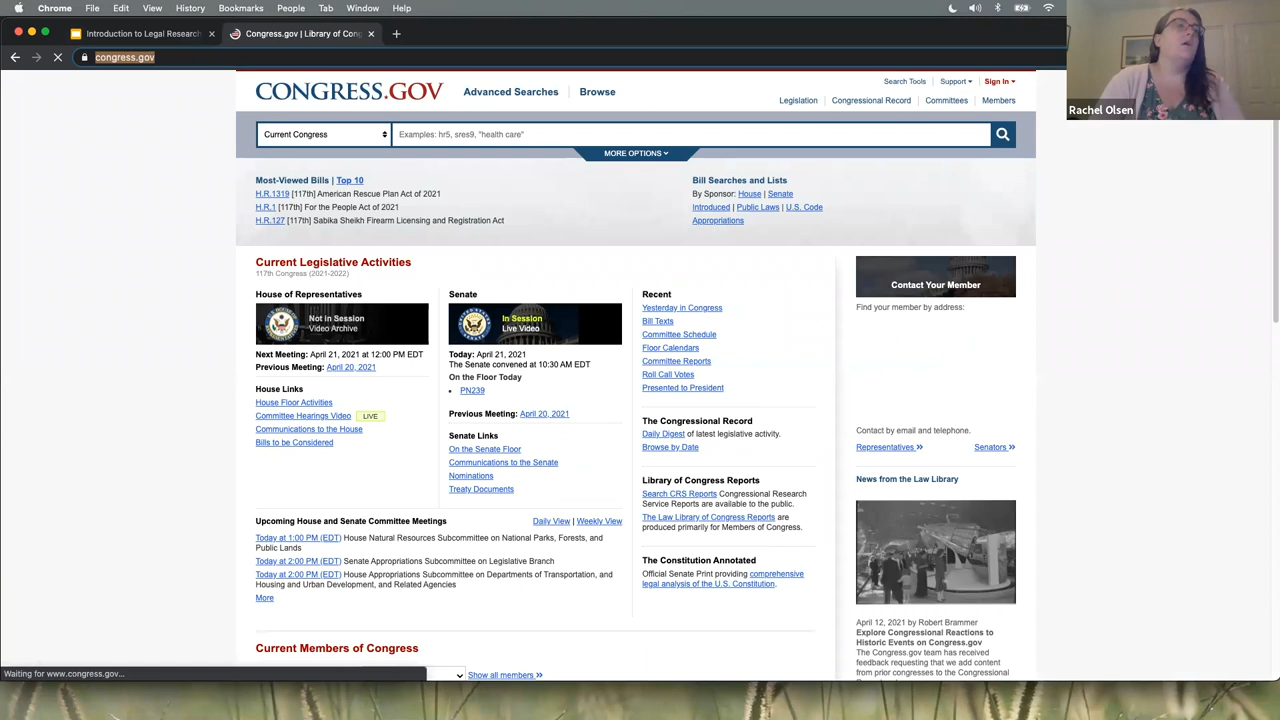 Chrome File Edit View History Bookmarks People Tab Window Help
Introduction to Legal Research × Congress.gov | Library of Cong × +
congress.gov
Rachel Olsen
CONGRESS.GOV Advanced Searches Browse
Search Tools Support Sign In
Legislation Congressional Record Committees Members
Current Congress Examples: hr5, sres9, "health care"
MORE OPTIONS
Most-Viewed Bills | Top 10
H.R.1319 [117th] American Rescue Plan Act of 2021
H.R.1 [117th] For the People Act of 2021
H.R.127 [117th] Sabika Sheikh Firearm Licensing and Registration Act
Bill Searches and Lists
By Sponsor: House | Senate
Introduced | Public Laws | U.S. Code
Appropriations
Current Legislative Activities
117th Congress (2021-2022)
House of Representatives
Not in Session
Video Archive
Next Meeting: April 21, 2021 at 12:00 PM EDT
Previous Meeting: April 20, 2021
House Links
House Floor Activities
Committee Hearings Video LIVE
Communications to the House
Bills to be Considered
Senate
In Session
Live Video
Today: April 21, 2021
The Senate convened at 10:30 AM EDT
On the Floor Today
• PN239
Previous Meeting: April 20, 2021
Senate Links
On the Senate Floor
Communications to the Senate
Nominations
Treaty Documents
Upcoming House and Senate Committee Meetings Daily View | Weekly View
Today at 1:00 PM (EDT) House Natural Resources Subcommittee on National Parks, Forests, and
Public Lands
Today at 2:00 PM (EDT) Senate Appropriations Subcommittee on Legislative Branch
Today at 2:00 PM (EDT) House Appropriations Subcommittee on Departments of Transportation, and
Housing and Urban Development, and Related Agencies
More
Recent
Yesterday in Congress
Bill Texts
Committee Schedule
Floor Calendars
Committee Reports
Roll Call Votes
Presented to President
The Congressional Record
Daily Digest of latest legislative activity.
Browse by Date
Library of Congress Reports
Search CRS Reports Congressional Research
Service Reports are available to the public.
The Law Library of Congress Reports are
produced primarily for Members of Congress.
The Constitution Annotated
Official Senate Print providing comprehensive
legal analysis of the U.S. Constitution.
Contact Your Member
Find your member by address:
Contact by email and telephone.
Representatives » Senators »
News from the Law Library
April 12, 2021 by Robert Brammer
Explore Congressional Reactions to
Historic Events on Congress.gov
The Congress.gov team has received
feedback requesting that we add content
from prior congresses to the Congressional
Current Members of Congress
Show all members »
Waiting for www.congress.gov...